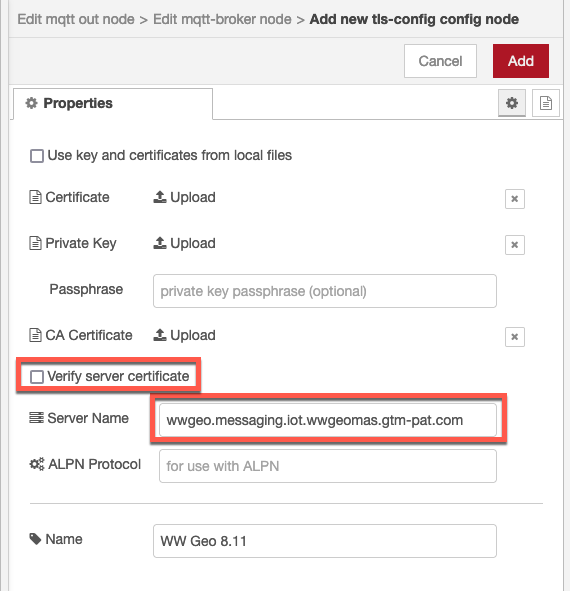 Edit mqtt out node > Edit mqtt-broker node > Add new tls-config config node
Cancel
Add
Properties
Use key and certificates from local files
Certificate
Upload
Private Key
Upload
Passphrase
private key passphrase (optional)
CA Certificate
Upload
Verify server certificate
Server Name
wwgeo.messaging.iot.wwgeomas.gtm-pat.com
ALPN Protocol
for use with ALPN
Name
WW Geo 8.11